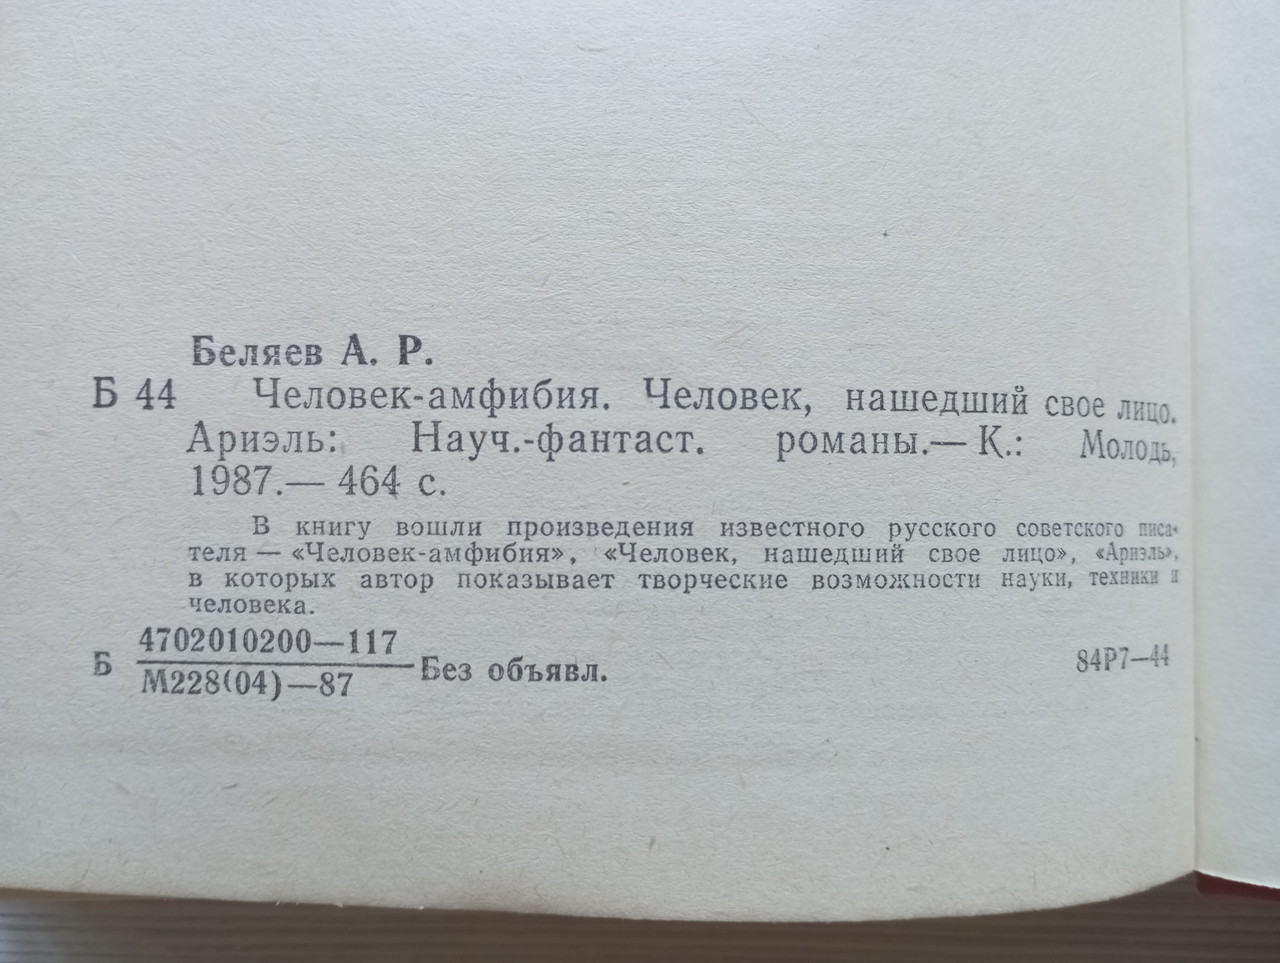 Беляев А. Р.
Б 44 Человек-амфибия. Человек, нашедший свое лицо.
Ариэль: Науч.-фантаст. романы.— К.: Молодь,
1987.— 464 с.
В книгу вошли произведения известного русского советского писа-
теля — «Человек-амфибия», «Человек, нашедший свое лицо», «Ариэль»,
в которых автор показывает творческие возможности науки, техники и
человека.
4702010200—117
Б Без объявл. 84Р7—44
М228(04)—87